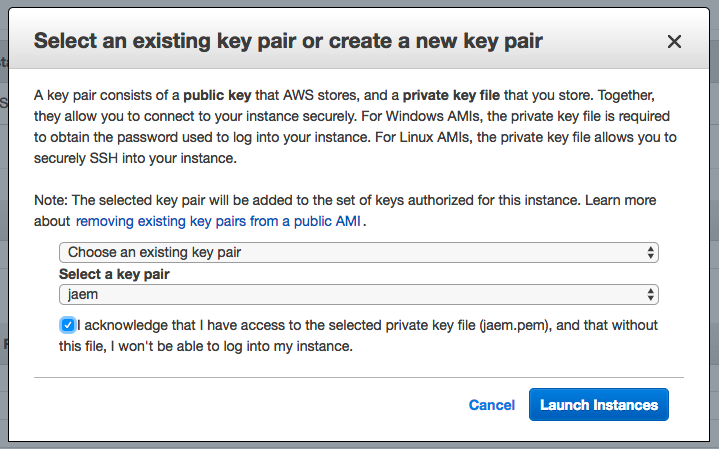 Select an existing key pair or create a new key pair
A key pair consists of a public key that AWS stores, and a private key file that you store. Together,
they allow you to connect to your instance securely. For Windows AMIs, the private key file is required
to obtain the password used to log into your instance. For Linux AMIs, the private key file allows you to
securely SSH into your instance.
Note: The selected key pair will be added to the set of keys authorized for this instance. Learn more
about removing existing key pairs from a public AMI .
Choose an existing key pair
Select a key pair
jaem
I acknowledge that I have access to the selected private key file (jaem.pem), and that without
this file, I won't be able to log into my instance.
Cancel Launch Instances